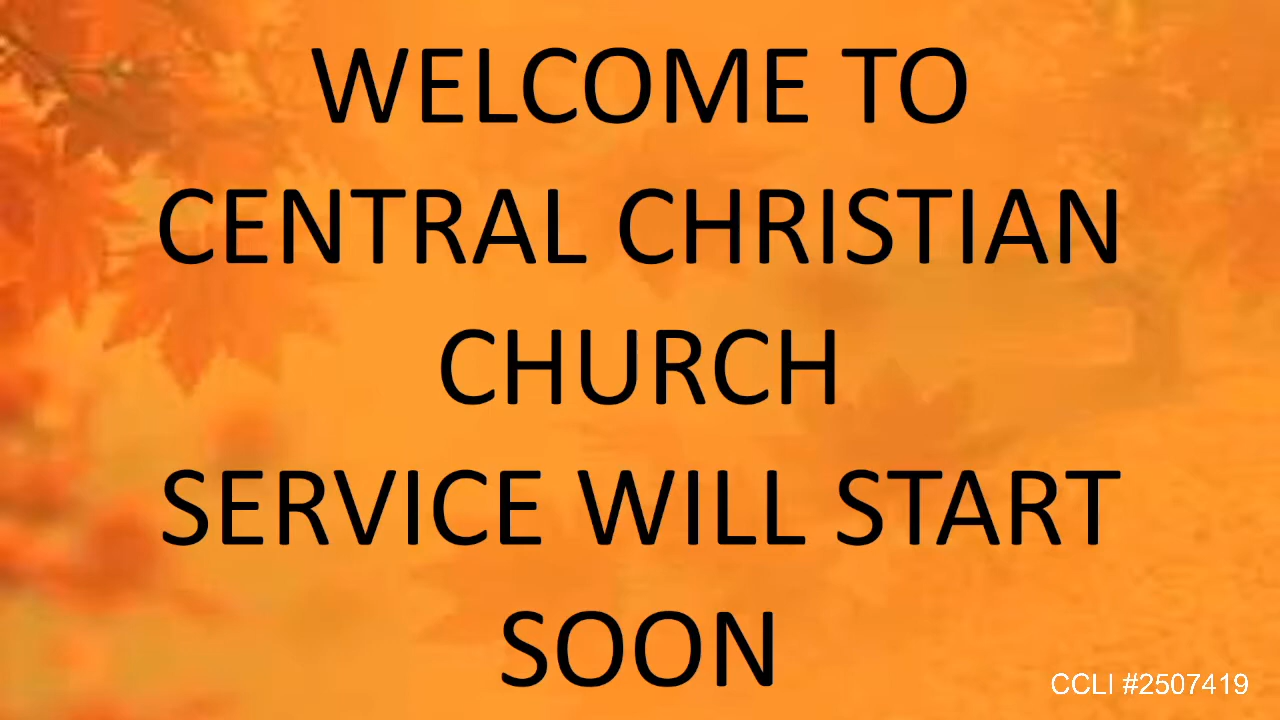 WELCOME TO
CENTRAL CHRISTIAN
CHURCH
SERVICE WILL START
SOON
CCLI #2507419